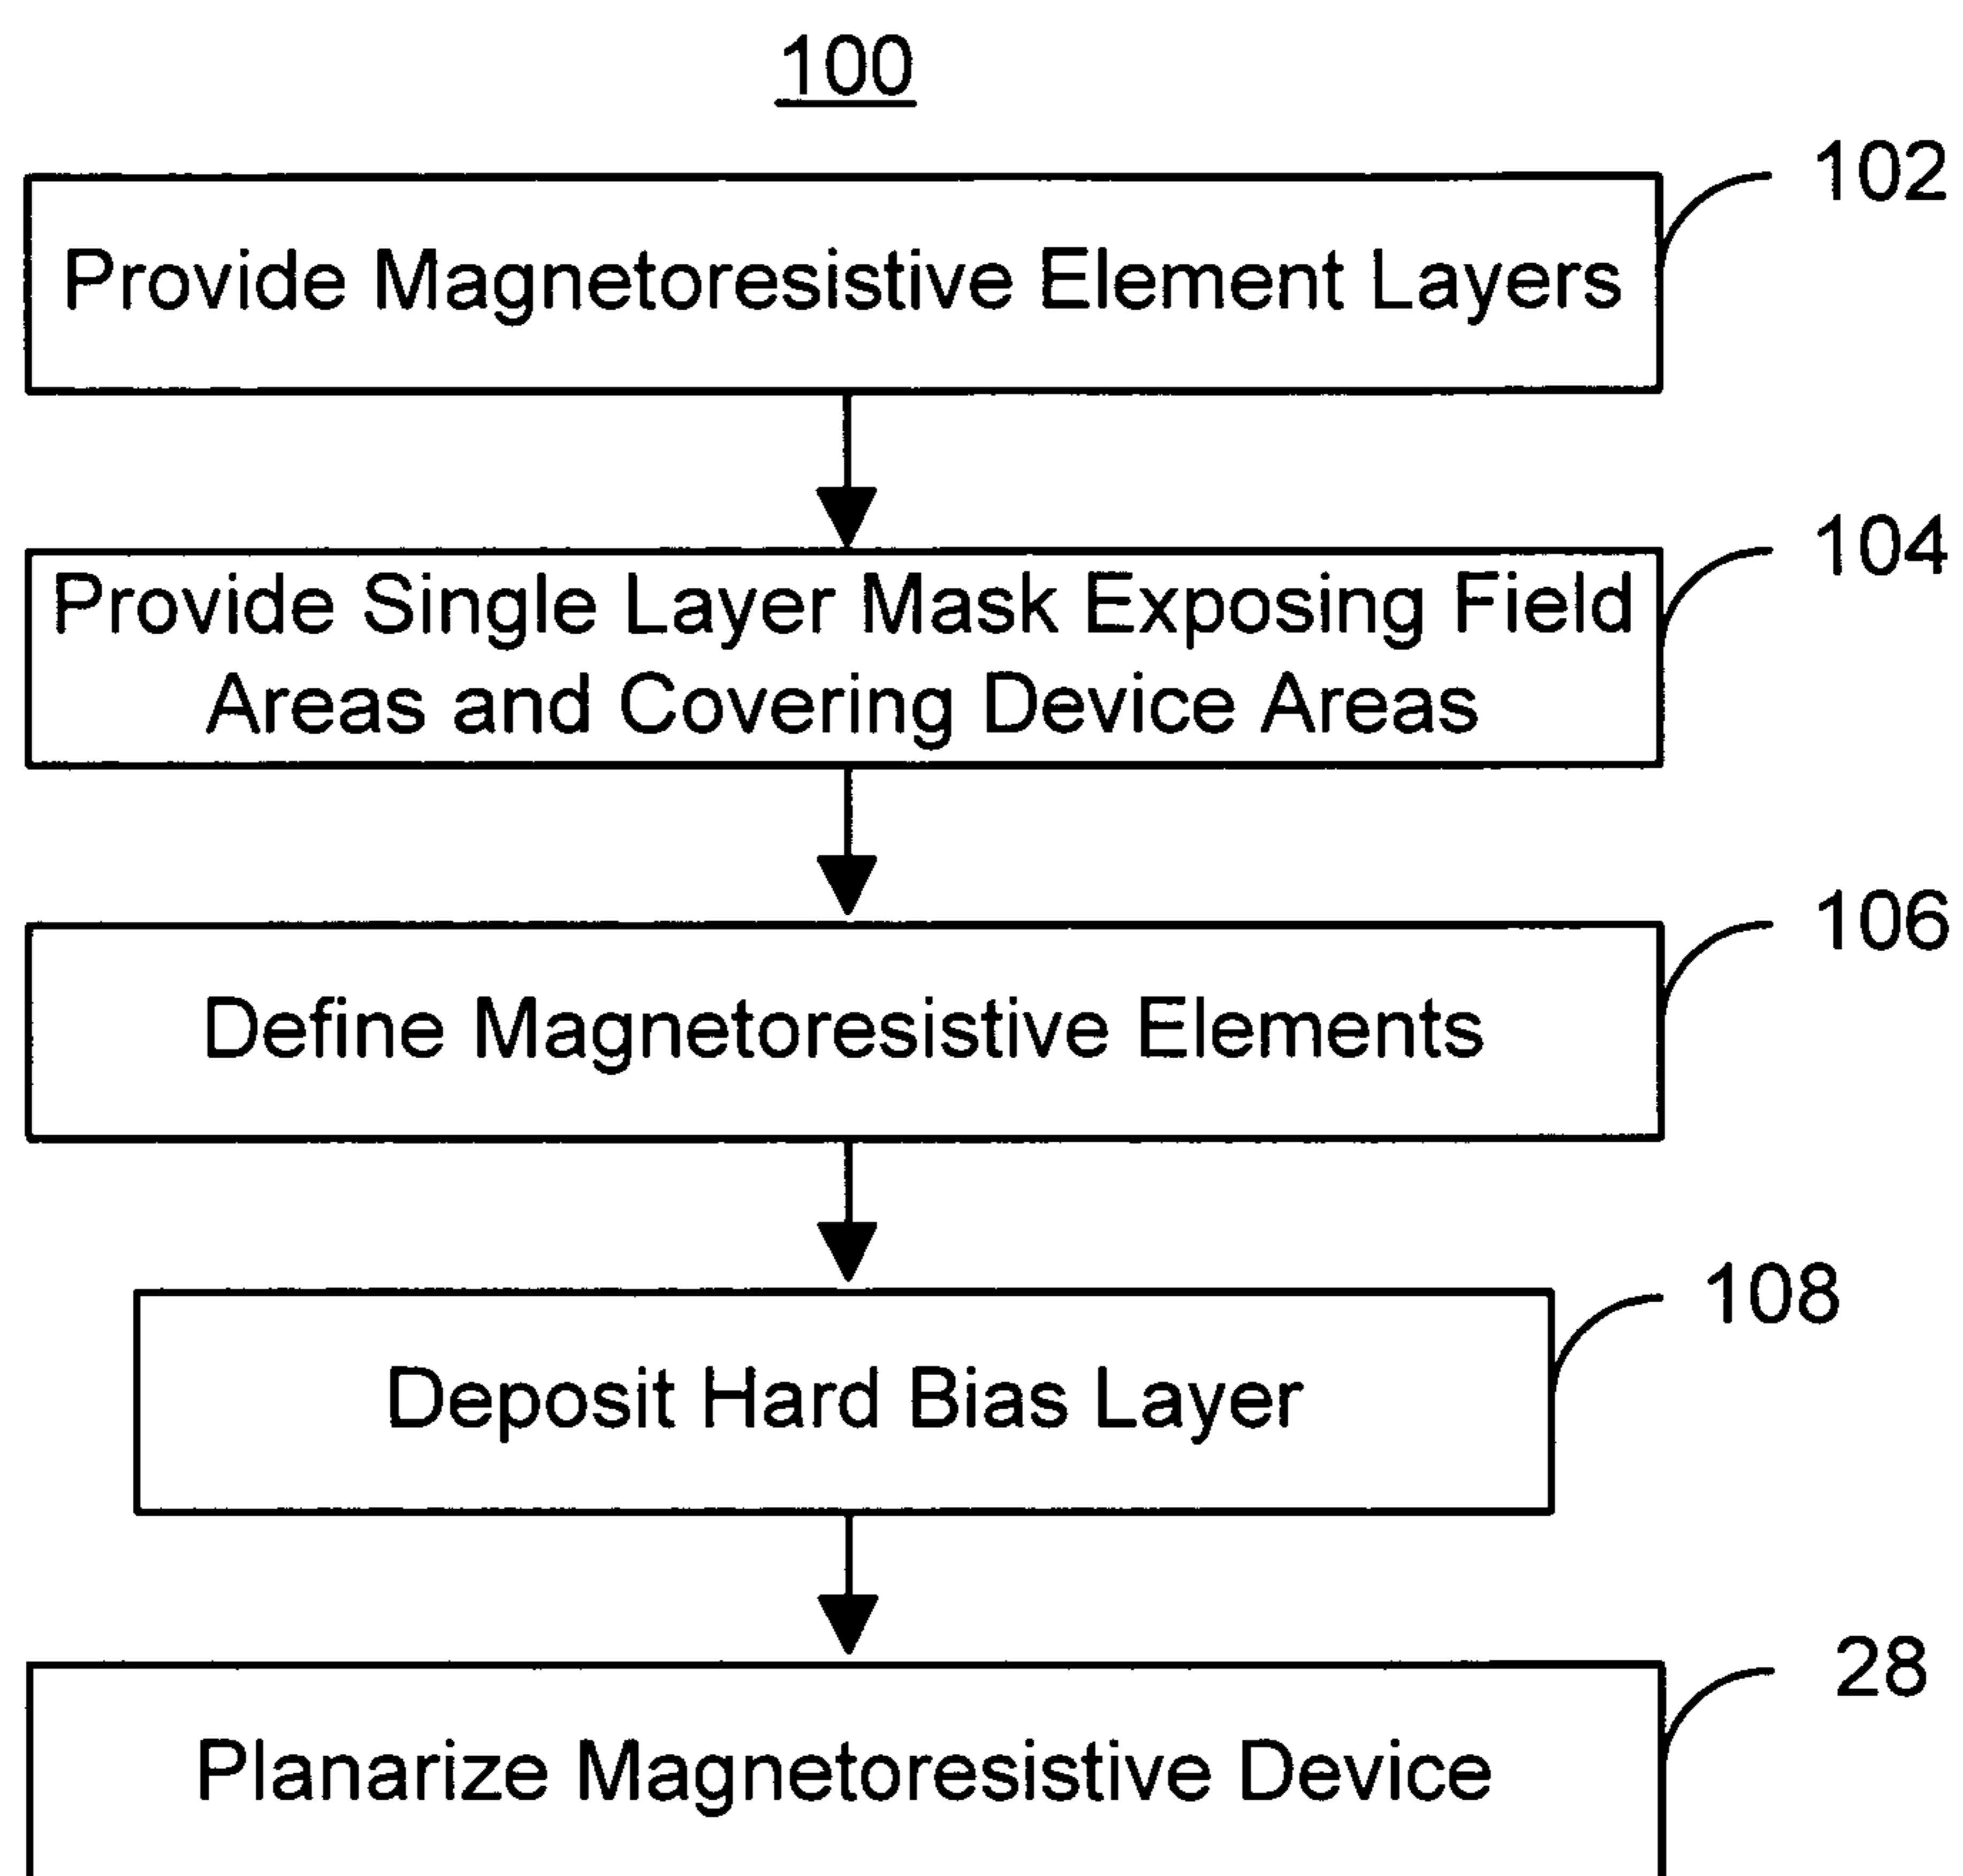 100
102
Provide Magnetoresistive Element Layers
104
Provide Single Layer Mask Exposing Field
Areas and Covering Device Areas
106
Define Magnetoresistive Elements
108
Deposit Hard Bias Layer
28
Planarize Magnetoresistive Device